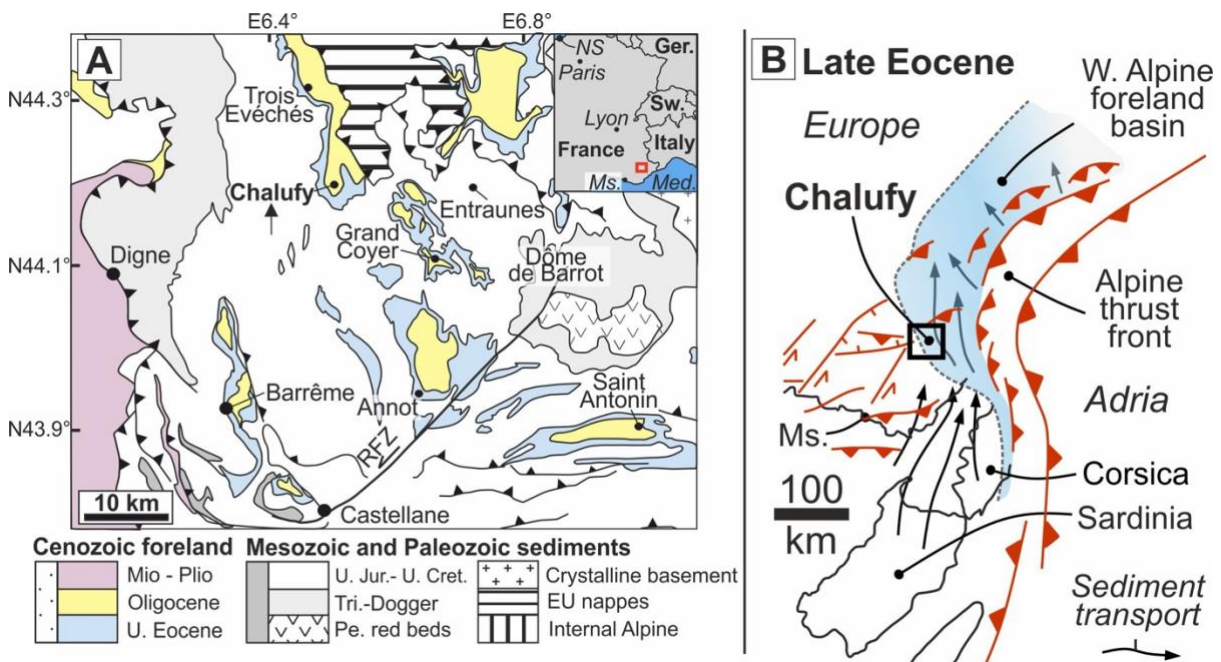 E6.4°
E6.8°
A
N44.3°
N44.1°
N43.9°
Trois
Evéchés
Chalufy
Entraunes
Grand
Coyer
Dôme
de Barrot
Digne
Barrême
Annot
Saint
Antonin
RFZ
Castellane
10 km
NS
Paris
Ger.
Lyon
Sw.
France
Italy
Ms.
Med.
Cenozoic foreland
Mio - Plio
Oligocene
U. Eocene
Mesozoic and Paleozoic sediments
U. Jur.- U. Cret.
Tri.-Dogger
Pe. red beds
Crystalline basement
EU nappes
Internal Alpine
B Late Eocene
Europe
W. Alpine
foreland
basin
Chalufy
Alpine
thrust
front
Adria
Ms.
Corsica
100
km
Sardinia
Sediment
transport